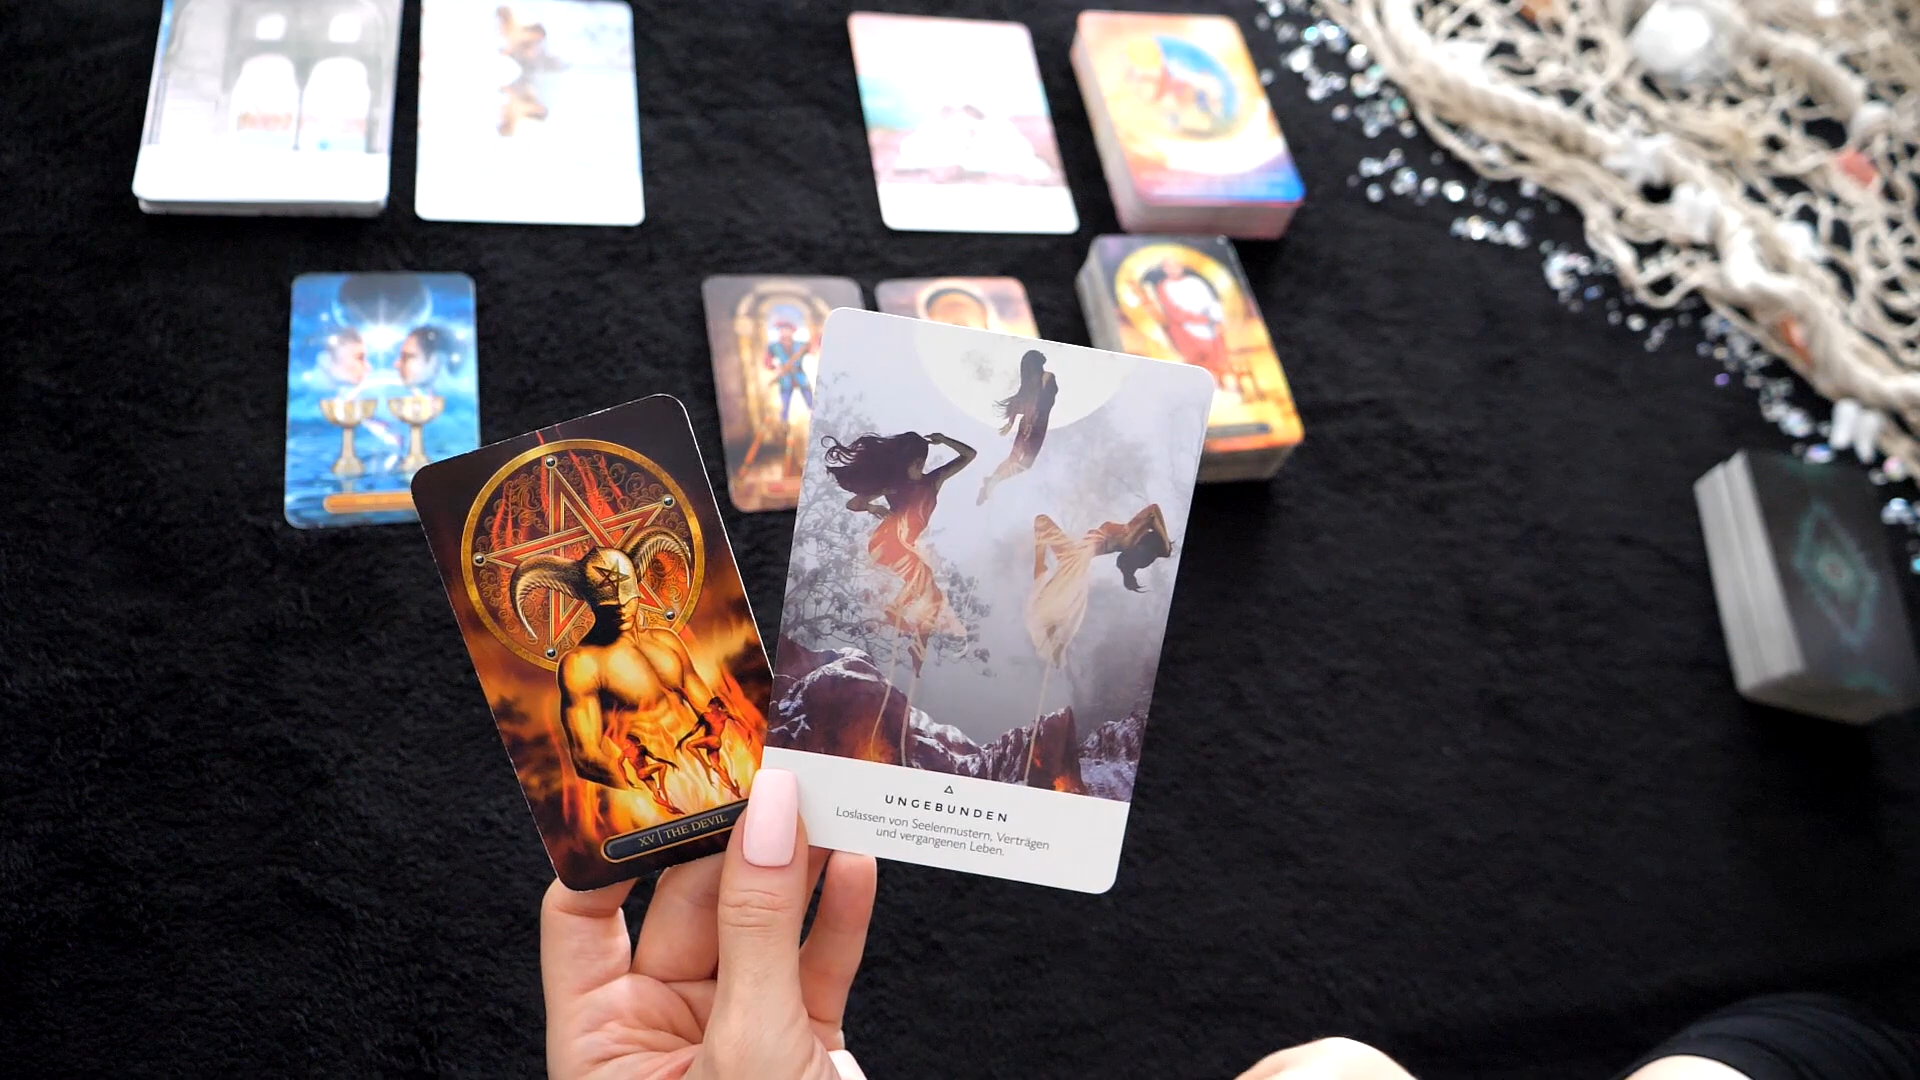 XV | THE DEVIL
UNGEBUNDEN
Loslassen von Seelenmustern, Verträgen
und vergangenen Leben.